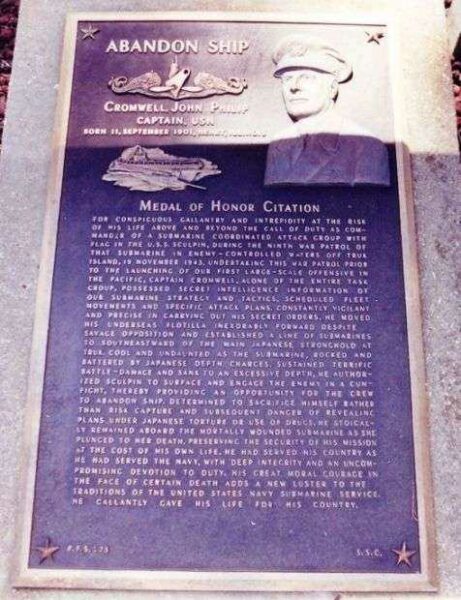 ABANDON SHIP
CROMWELL, JOHN PHILIP
CAPTAIN, USN
BORN 11, SEPTEMBER 1901, HENRY, ILLINOIS
MEDAL OF HONOR CITATION
FOR CONSPICUOUS GALLANTRY AND INTREPIDITY AT THE RISK
OF HIS LIFE ABOVE AND BEYOND THE CALL OF DUTY AS COM-
MANDER OF A SUBMARINE COORDINATED ATTACK GROUP WITH
FLAG IN THE U.S.S. SCULPIN, DURING THE NINTH WAR PATROL OF
THAT SUBMARINE IN ENEMY-CONTROLLED WATERS OFF TRUK
ISLAND, 19 NOVEMBER 1943. UNDERTAKING THIS WAR PATROL PRIOR
TO THE LAUNCHING OF OUR FIRST LARGE-SCALE OFFENSIVE IN
THE PACIFIC, CAPTAIN CROMWELL, ALONE OF THE ENTIRE TASK
GROUP, POSSESSED SECRET INTELLIGENCE INFORMATION OF
OUR SUBMARINE STRATEGY AND TACTICS, SCHEDULED FLEET
MOVEMENTS AND SPECIFIC ATTACK PLANS. CONSTANTLY VIGILANT
AND PRECISE IN CARRYING OUT HIS SECRET ORDERS, HE MOVED
HIS UNDERSEAS FLOTILLA INEXORABLY FORWARD DESPITE
SAVAGE OPPOSITION AND ESTABLISHED A LINE OF SUBMARINES
TO SOUTHEASTWARD OF THE MAIN JAPANESE STRONGHOLD AT
TRUK. COOL AND UNDAUNTED AS THE SUBMARINE, ROCKED AND
BATTERED BY JAPANESE DEPTH CHARGES, SUSTAINED TERRIFIC
BATTLE-DAMAGE AND SANK TO AN EXCESSIVE DEPTH, HE AUTHOR-
IZED SCULPIN TO SURFACE AND ENGAGE THE ENEMY IN A GUN-
FIGHT, THEREBY PROVIDING AN OPPORTUNITY FOR THE CREW
TO ABANDON SHIP. DETERMINED TO SACRIFICE HIMSELF RATHER
THAN RISK CAPTURE AND SUBSEQUENT DANGER OF REVEALING
PLANS UNDER JAPANESE TORTURE OR USE OF DRUGS, HE STOICAL-
LY REMAINED ABOARD THE MORTALLY WOUNDED SUBMARINE AS SHE
PLUNGED TO HER DEATH, PRESERVING THE SECURITY OF HIS MISSION
AT THE COST OF HIS OWN LIFE, HE HAD SERVED HIS COUNTRY AS
HE HAD SERVED THE NAVY, WITH DEEP INTEGRITY AND AN UNCOM-
PROMISING DEVOTION TO DUTY. HIS GREAT MORAL COURAGE IN
THE FACE OF CERTAIN DEATH ADDS A NEW LUSTER TO THE
TRADITIONS OF THE UNITED STATES NAVY SUBMARINE SERVICE.
HE GALLANTLY GAVE HIS LIFE FOR HIS COUNTRY.
S.S.C.